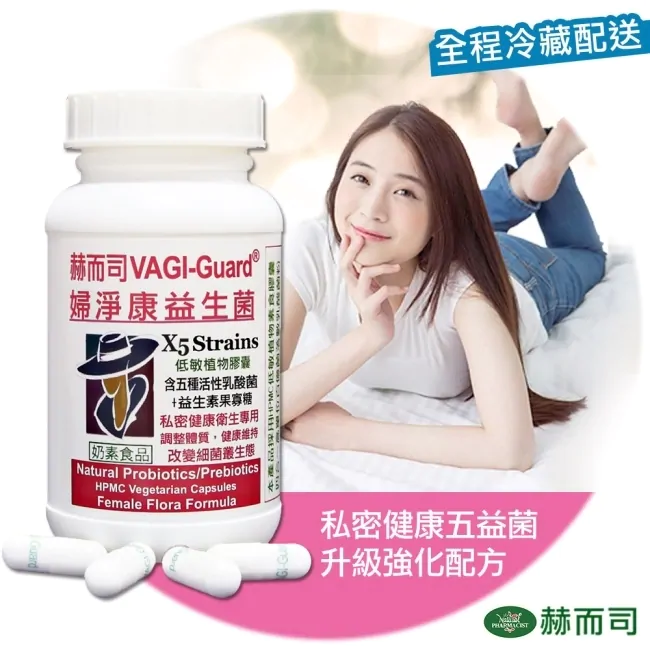 全程冷藏配送
赫而司VAGI-Guard®
婦淨康益生菌
X5 Strains
低敏植物膠囊
含五種活性乳酸菌
+益生素果寡糖
私密健康衛生專用
調整體質，健康維持
改變細菌叢生態
奶素食品
Natural Probiotics/Prebiotics
HPMC Vegetarian Capsules
Female Flora Formula
VAGI-Guard
私密健康五益菌
升級強化配方
PHARMACIST
赫而司